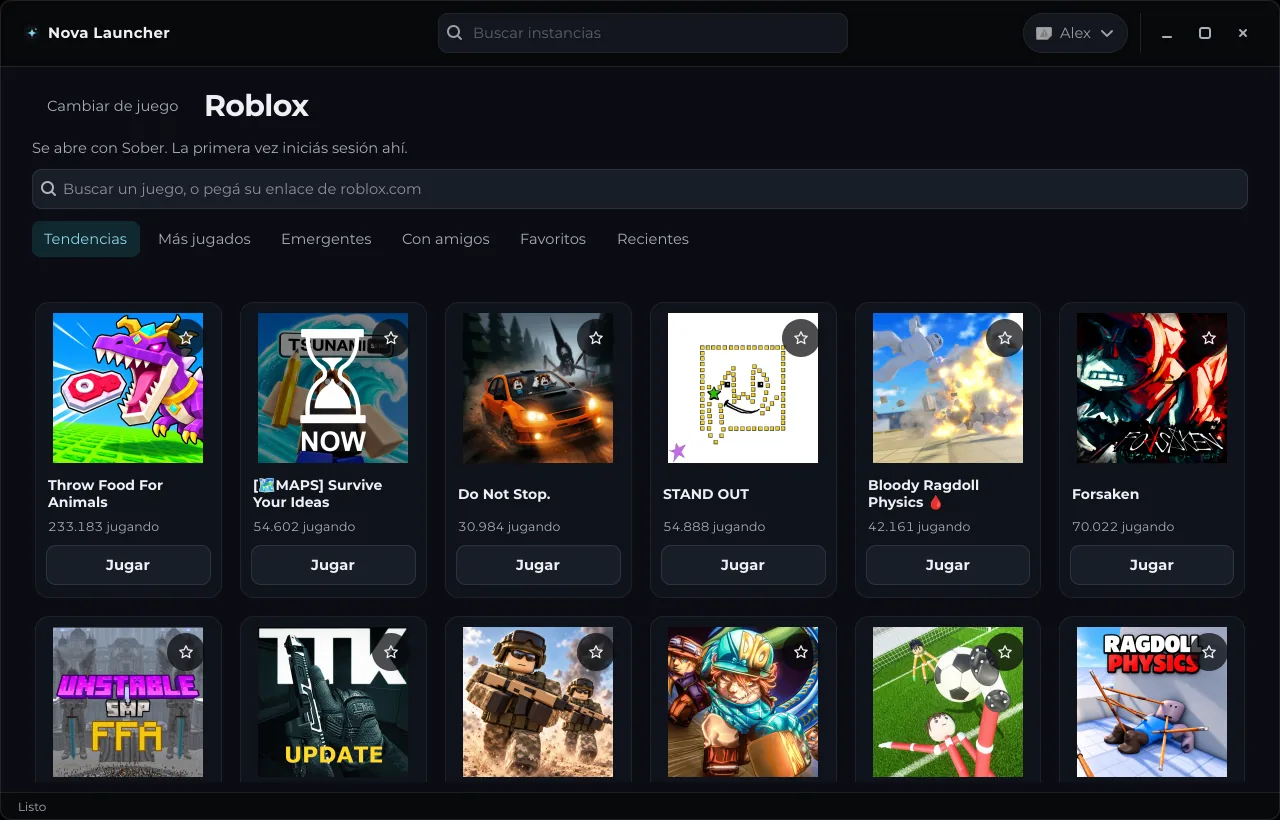 Nova Launcher
Buscar instancias
Alex
Cambiar de juego
Roblox
Se abre con Sober. La primera vez iniciás sesión ahí.
Buscar un juego, o pegá su enlace de roblox.com
Tendencias
Más jugados
Emergentes
Con amigos
Favoritos
Recientes
TSUNAMI
NOW
FORSAKEN
Throw Food For
Animals
[🗺️MAPS] Survive
Your Ideas
Do Not Stop.
STAND OUT
Bloody Ragdoll
Physics 🩸
Forsaken
233.183 jugando
54.602 jugando
30.984 jugando
54.888 jugando
42.161 jugando
70.022 jugando
Jugar
Jugar
Jugar
Jugar
Jugar
Jugar
UNSTABLE
SMP
FFA
TTK
UPDATE
RAGDOLL
PHYSICS
Listo